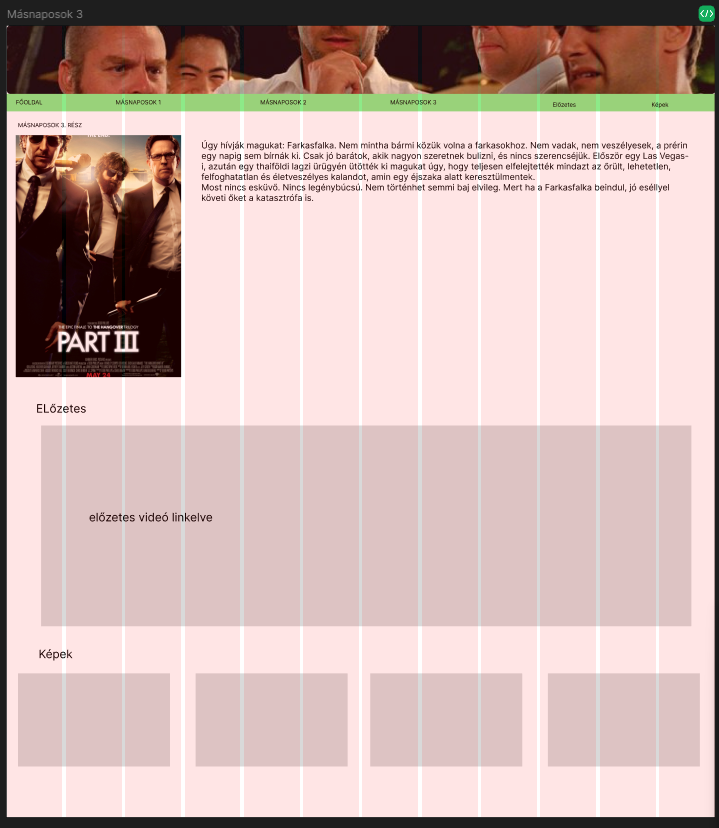 Másnaposok 3
FŐOLDAL
MÁSNAPOSOK 1
MÁSNAPOSOK 2
MÁSNAPOSOK 3
Előzetes
Képek
MÁSNAPOSOK 3. RÉSZ
THE END.
Úgy hívják magukat: Farkasfalka. Nem mintha bármi közük volna a farkasokhoz. Nem vadak, nem veszélyesek, a prérin
egy napig sem bírnák ki. Csak jó barátok, akik nagyon szeretnek bulizni, és nincs szerencséjük. Először egy Las Vegas-
i, azután egy thaiföldi lagzi ürügyén ütötték ki magukat úgy, hogy teljesen elfelejtették mindazt az őrült, lehetetlen,
felfoghatatlan és életveszélyes kalandot, amin egy éjszaka alatt keresztülmentek.
Most nincs esküvő. Nincs legénybúcsú. Nem történhet semmi baj elvileg. Mert ha a Farkasfalka beindul, jó eséllyel
követi őket a katasztrófa is.
THE EPIC FINALE TO THE HANGOVER TRILOGY
PART III
MAY 24
ELőzetes
előzetes videó linkelve
Képek